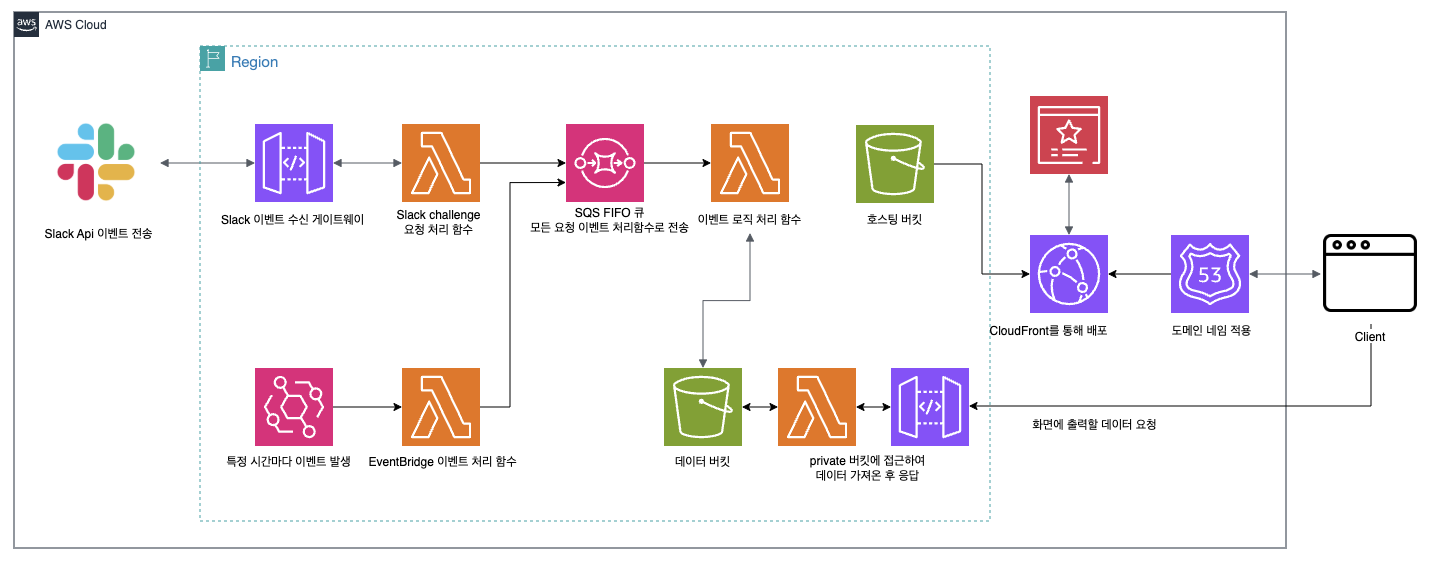 aws
AWS Cloud
Region
Slack Api 이벤트 전송
Slack 이벤트 수신 게이트웨이
Slack challenge
요청 처리 함수
SQS FIFO 큐
모든 요청 이벤트 처리함수로 전송
이벤트 로직 처리 함수
호스팅 버킷
53
CloudFront를 통해 배포
도메인 네임 적용
Client
특정 시간마다 이벤트 발생
EventBridge 이벤트 처리 함수
데이터 버킷
private 버킷에 접근하여
데이터 가져온 후 응답
화면에 출력할 데이터 요청